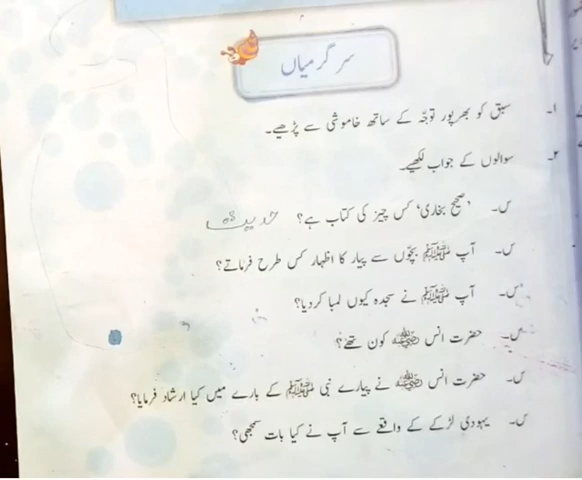 سرگرمیاں
۱۔ سبق کو بھرپور توجّہ کے ساتھ خاموشی سے پڑھیے۔
۲۔ سوالوں کے جواب لکھیے۔
س۔ 'صحیح بخاری' کس چیز کی کتاب ہے؟ حدیث
س۔ آپ ﷺ بچّوں سے پیار کا اظہار کس طرح فرماتے؟
س۔ آپ ﷺ نے سجدہ کیوں لمبا کردیا؟
س۔ حضرت انس رضی اللہ عنہ کون تھے؟
س۔ حضرت انس رضی اللہ عنہ نے پیارے نبی ﷺ کے بارے میں کیا ارشاد فرمایا؟
س۔ یہودی لڑکے کے واقعے سے آپ نے کیا بات سمجھی؟